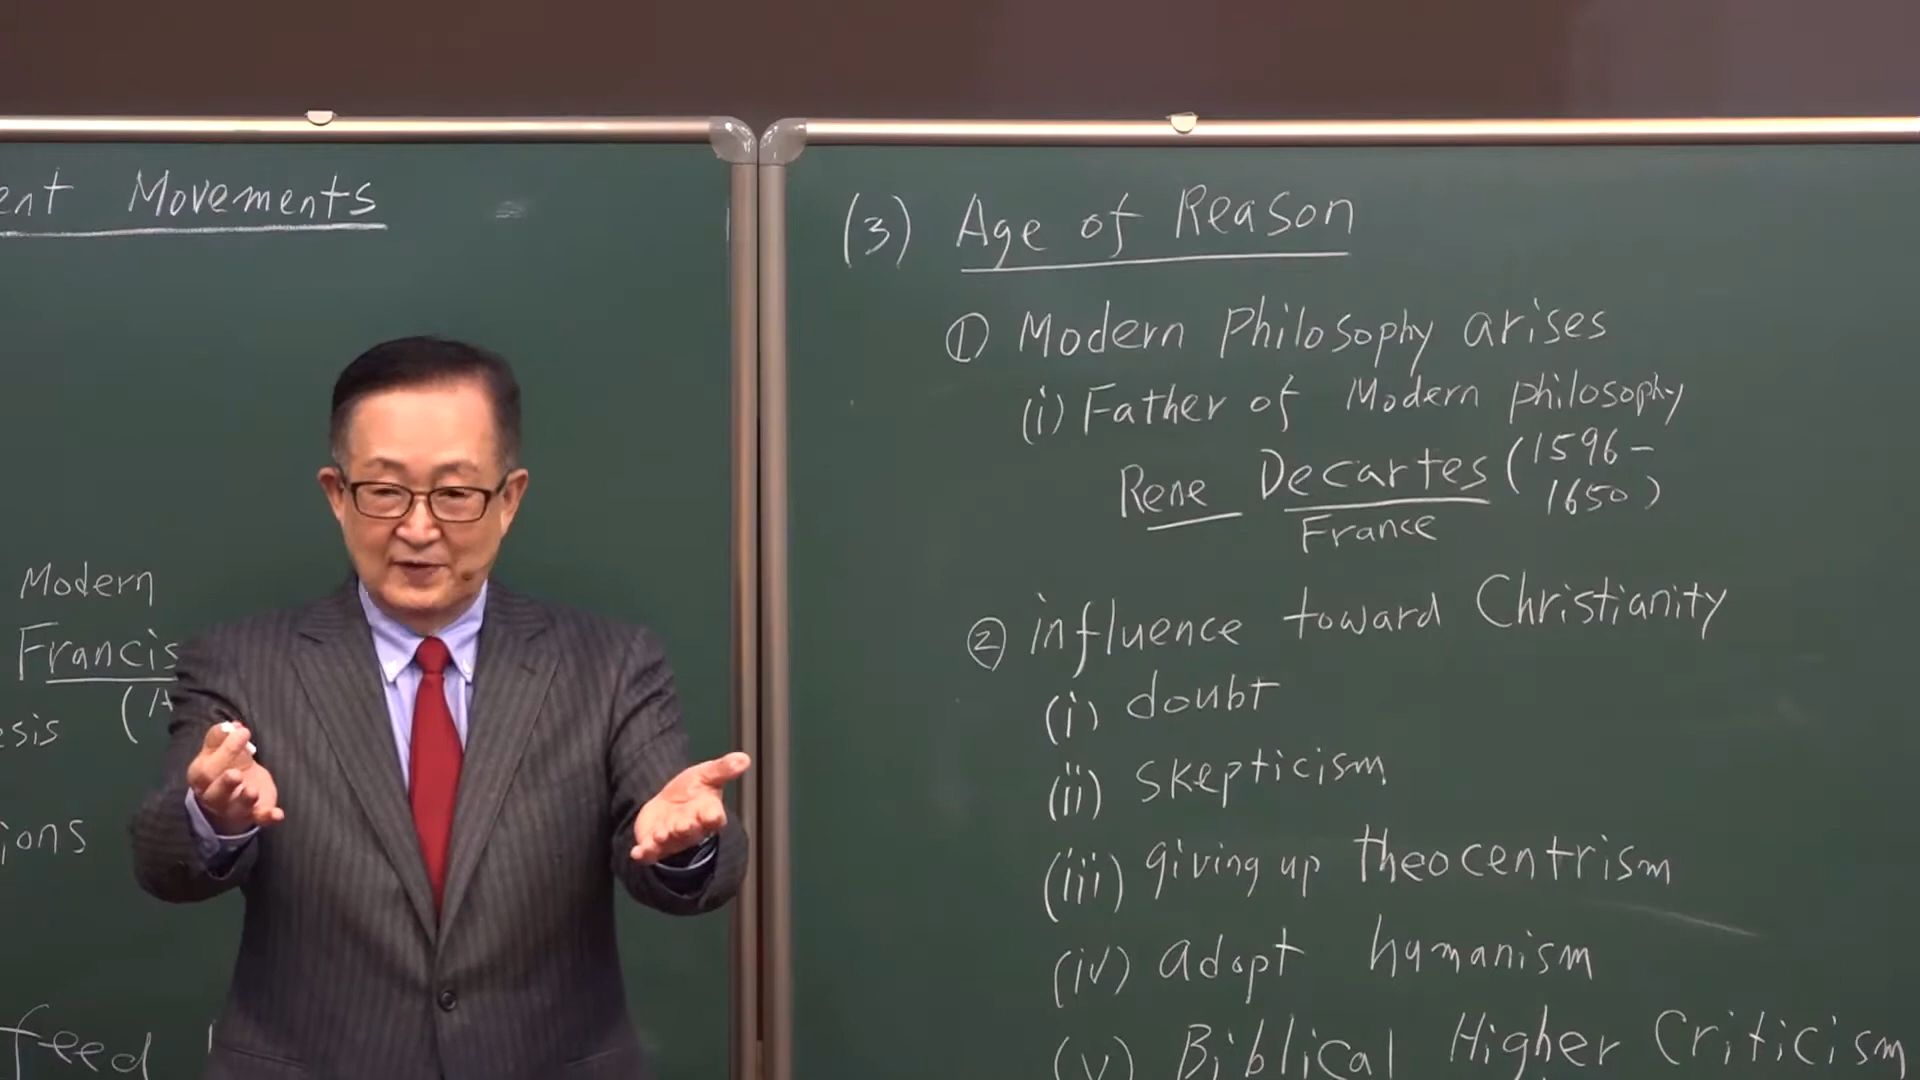 ent Movements
Modern
Francis
esis (1
ions
feed
(3) Age of Reason
① Modern philosophy arises
(i) Father of Modern philosophy
Rene Decartes (1596-
1650)
France
② influence toward Christianity
(i) doubt
(ii) skepticism
(iii) giving up theocentrism
(iv) adopt humanism
(v) Biblical Higher Criticism